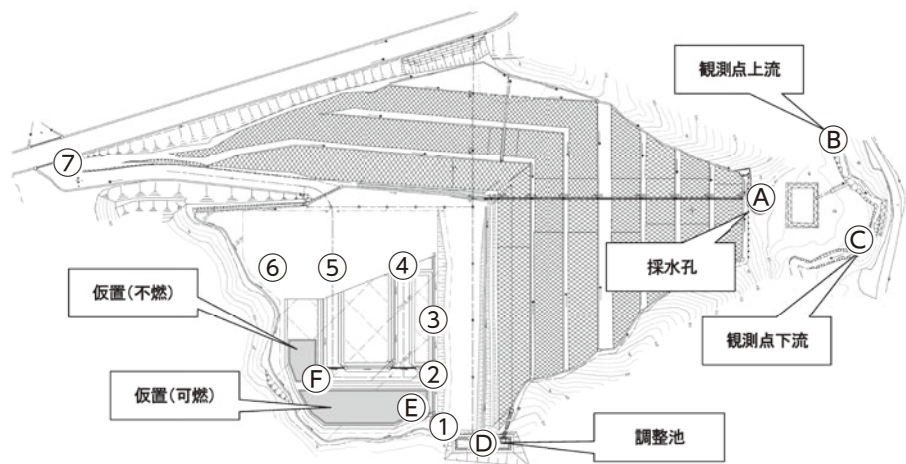 観測点上流
Ⓑ
⑦
Ⓐ
採水孔
Ⓒ
観測点下流
⑥
⑤
④
仮置(不燃)
③
Ⓕ
②
仮置(可燃)
Ⓔ
①
Ⓓ
調整池